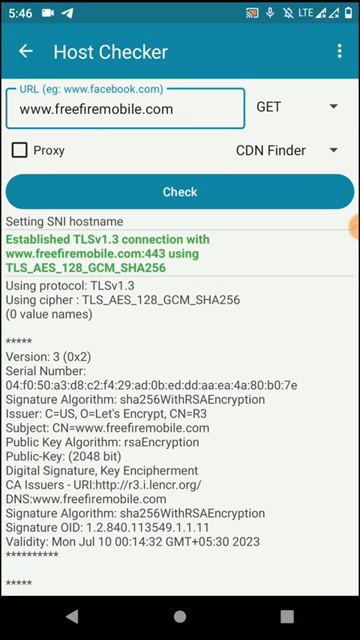 5:46
LTE
Host Checker
URL (eg: www.facebook.com)
www.freefiremobile.com
GET
Proxy
CDN Finder
Check
Setting SNI hostname
Established TLSv1.3 connection with
www.freefiremobile.com:443 using
TLS_AES_128_GCM_SHA256
Using protocol: TLSv1.3
Using cipher : TLS_AES_128_GCM_SHA256
(0 value names)
*****
Version: 3 (0x2)
Serial Number:
04:f0:50:a3:d8:c2:f4:29:ad:0b:ed:dd:aa:ea:4a:80:b0:7e
Signature Algorithm: sha256WithRSAEncryption
Issuer: C=US, O=Let's Encrypt, CN=R3
Subject: CN=www.freefiremobile.com
Public Key Algorithm: rsaEncryption
Public-Key: (2048 bit)
Digital Signature, Key Encipherment
CA Issuers - URI:http://r3.i.lencr.org/
DNS:www.freefiremobile.com
Signature Algorithm: sha256WithRSAEncryption
Signature OID: 1.2.840.113549.1.1.11
Validity: Mon Jul 10 00:14:32 GMT+05:30 2023
**********
*****